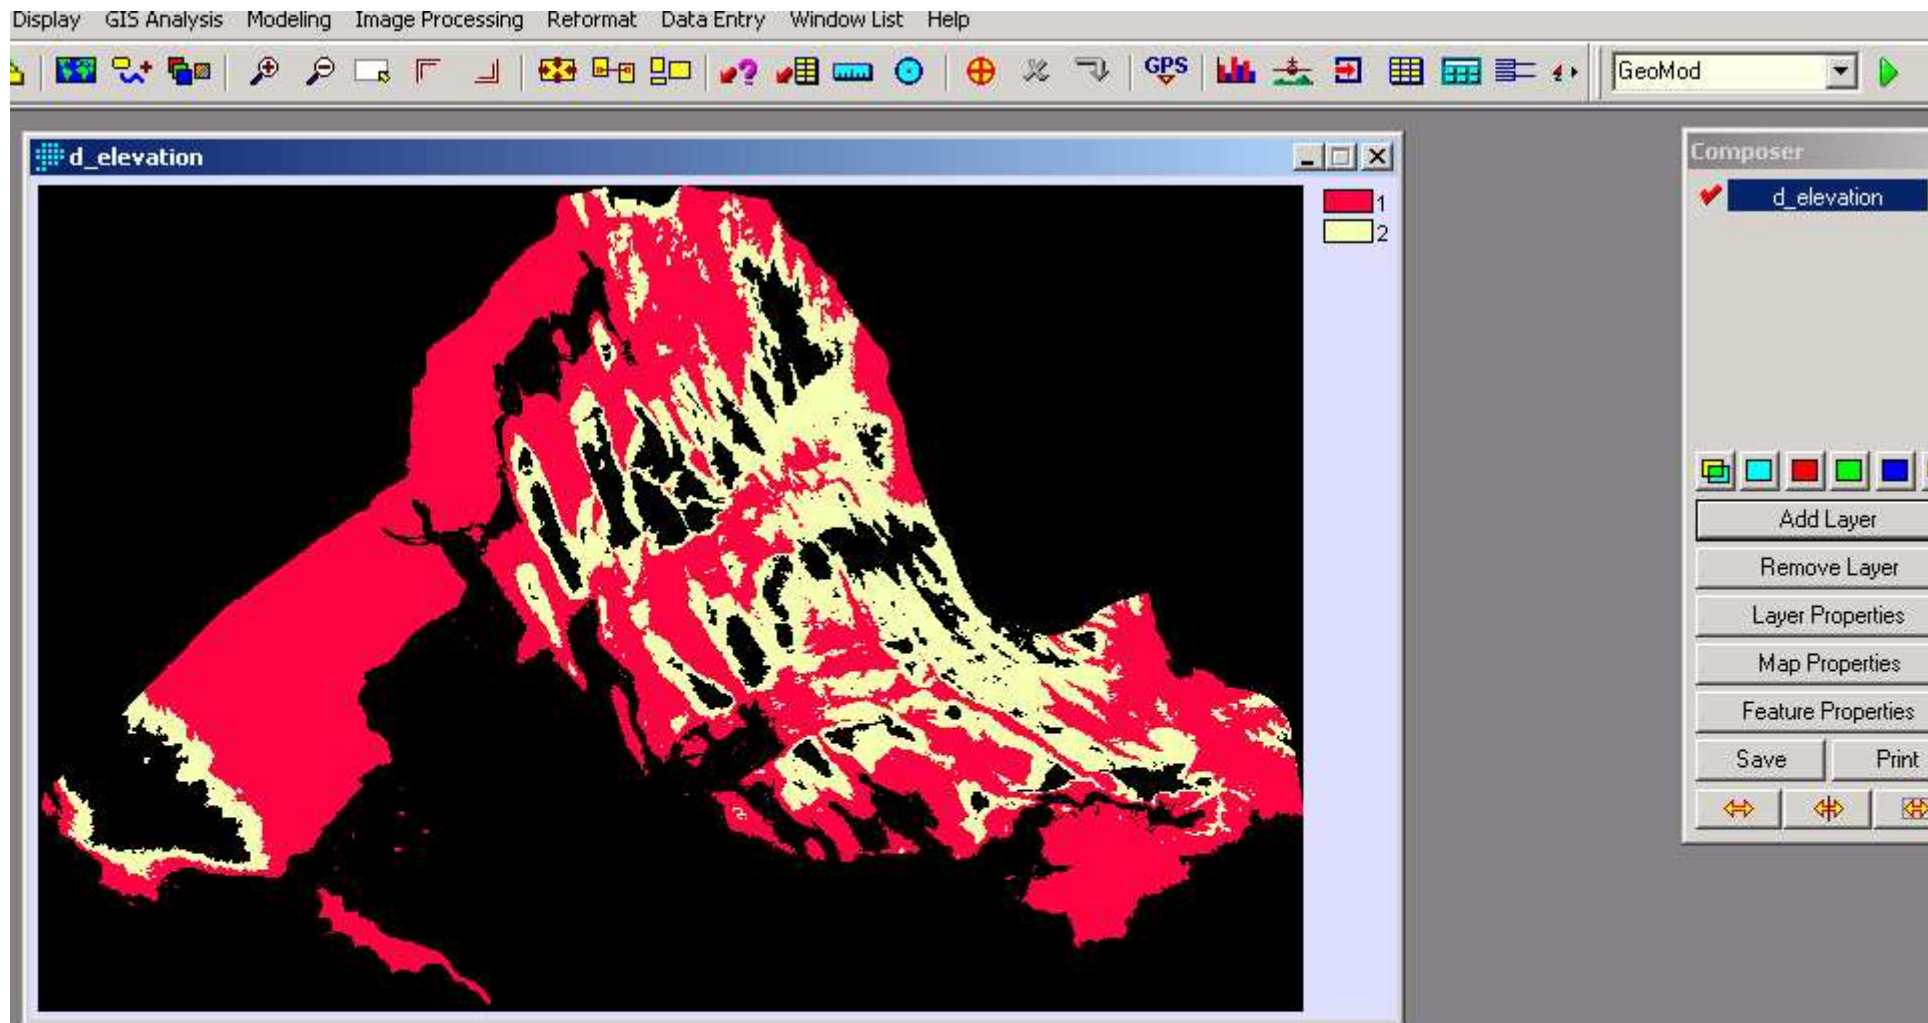 Display GIS Analysis Modeling Image Processing Reformat Data Entry Window List Help
GPS GeoMod
d_elevation
1
2
Composer
d_elevation
Add Layer
Remove Layer
Layer Properties
Map Properties
Feature Properties
Save Print